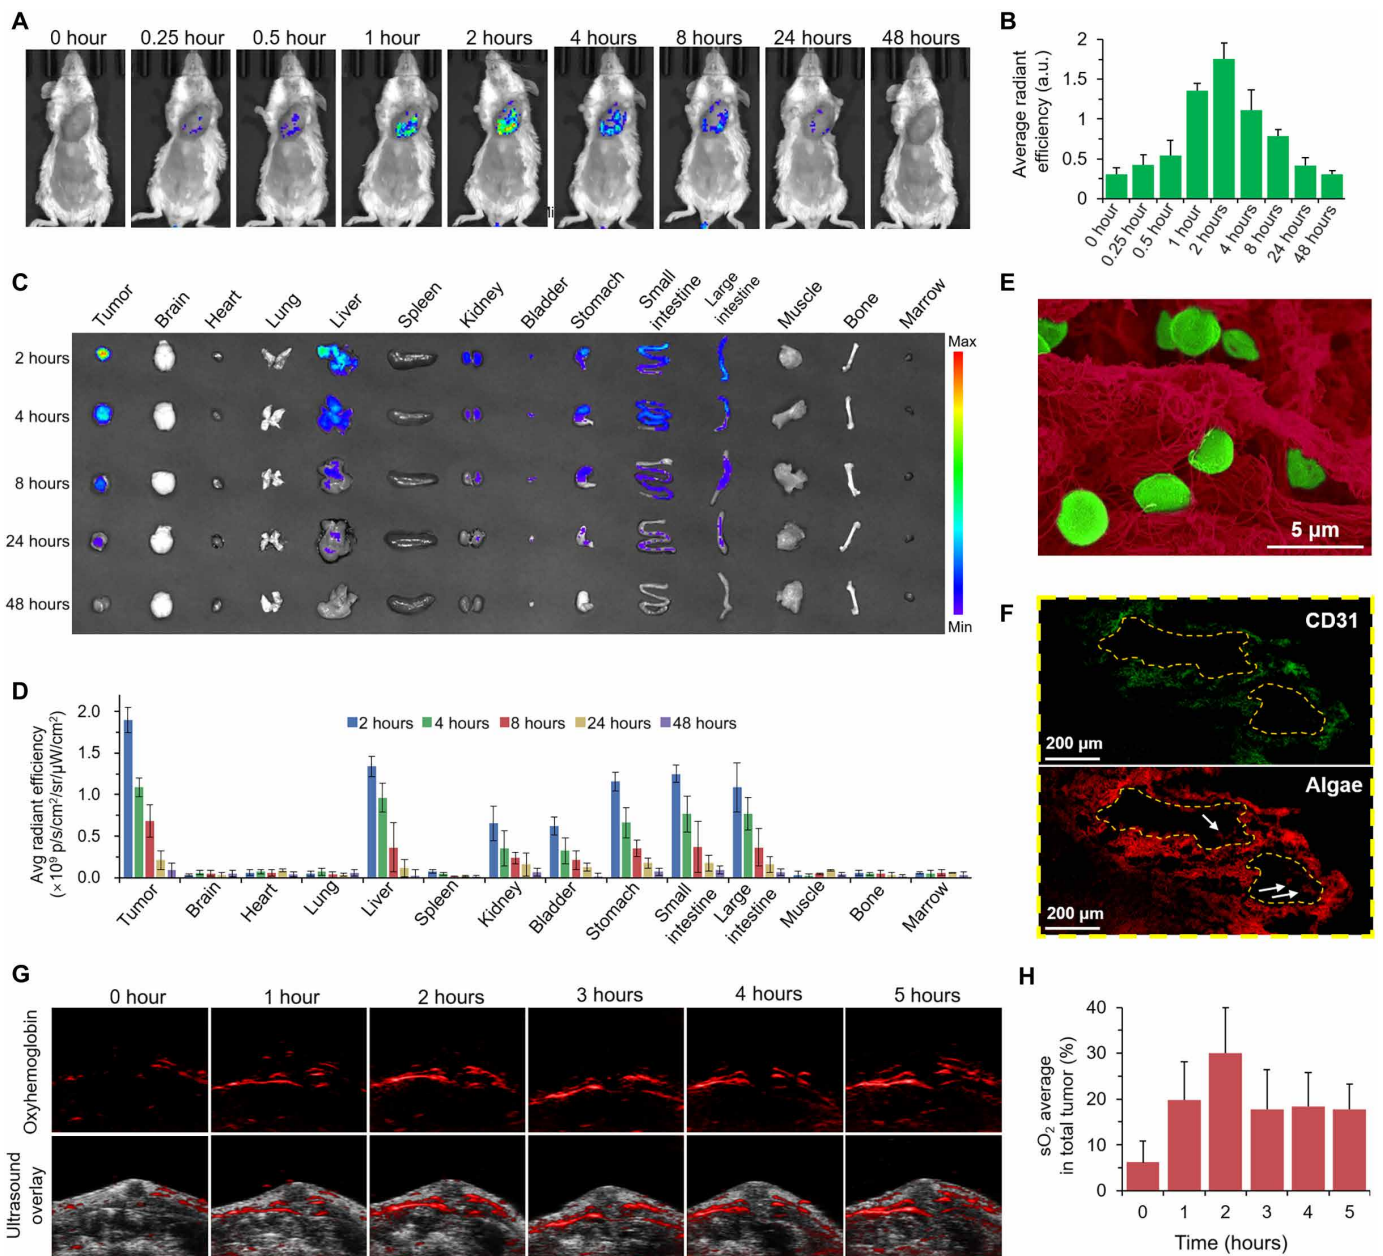 A
0 hour 0.25 hour 0.5 hour 1 hour 2 hours 4 hours 8 hours 24 hours 48 hours
B
Average radiant
efficiency (a.u.)
2
1.5
1
0.5
0
0 hour 0.25 hour 0.5 hour 1 hour 2 hours 4 hours 8 hours 24 hours 48 hours
C
Tumor Brain Heart Lung Liver Spleen Kidney Bladder Stomach Small intestine Large intestine Muscle Bone Marrow
2 hours
4 hours
8 hours
24 hours
48 hours
Max
Min
E
5 µm
F
CD31
200 µm
Algae
200 µm
D
Avg radiant efficiency
(× 10⁹ p/s/cm²/sr/µW/cm²)
2.0
1.5
1.0
0.5
0.0
2 hours 4 hours 8 hours 24 hours 48 hours
Tumor Brain Heart Lung Liver Spleen Kidney Bladder Stomach Small intestine Large intestine Muscle Bone Marrow
G
0 hour 1 hour 2 hours 3 hours 4 hours 5 hours
Oxyhemoglobin
Ultrasound
overlay
H
sO₂ average
in total tumor (%)
40
30
20
10
0
0 1 2 3 4 5
Time (hours)